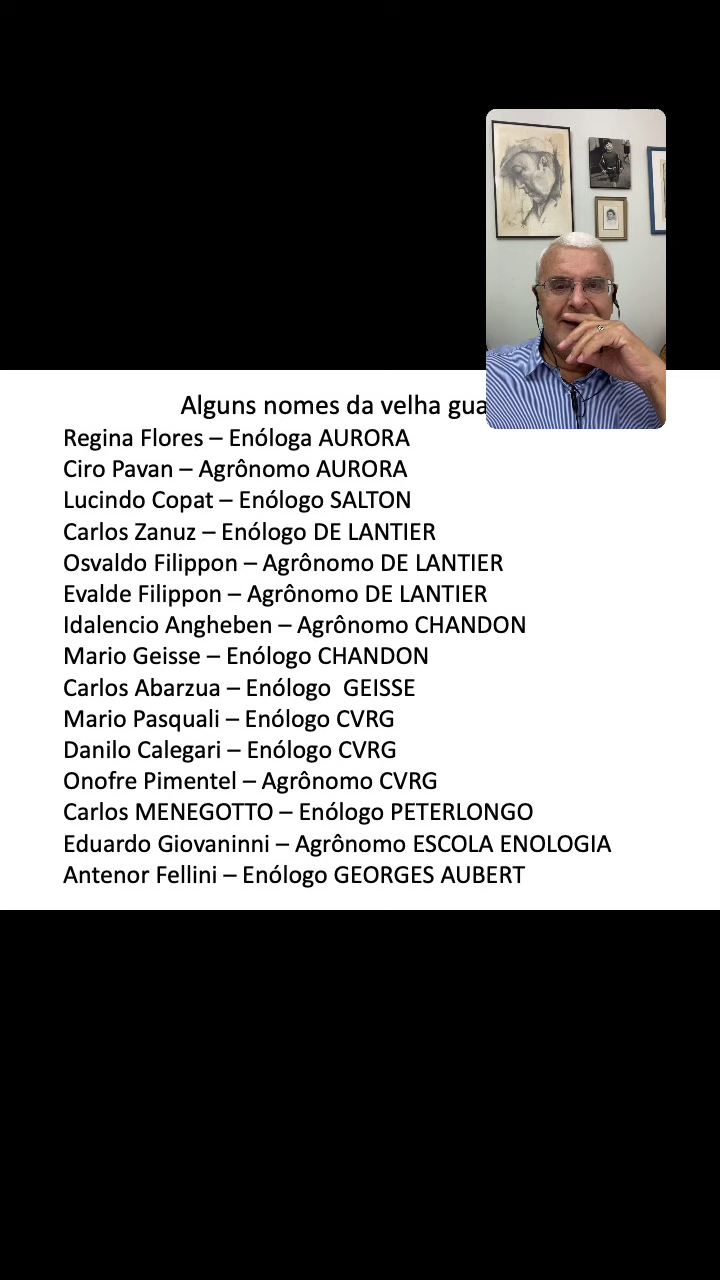 Alguns nomes da velha
Regina Flores – Enóloga AURORA
Ciro Pavan – Agrônomo AURORA
Lucindo Copat – Enólogo SALTON
Carlos Zanuz – Enólogo DE LANTIER
Osvaldo Filippon – Agrônomo DE LANTIER
Evalde Filippon – Agrônomo DE LANTIER
Idalencio Angheben – Agrônomo CHANDON
Mario Geisse – Enólogo CHANDON
Carlos Abarzua – Enólogo  GEISSE
Mario Pasquali – Enólogo CVRG
Danilo Calegari – Enólogo CVRG
Onofre Pimentel – Agrônomo CVRG
Carlos MENEGOTTO – Enólogo PETERLONGO
Eduardo Giovaninni – Agrônomo ESCOLA ENOLOGIA
Antenor Fellini – Enólogo GEORGES AUBERT